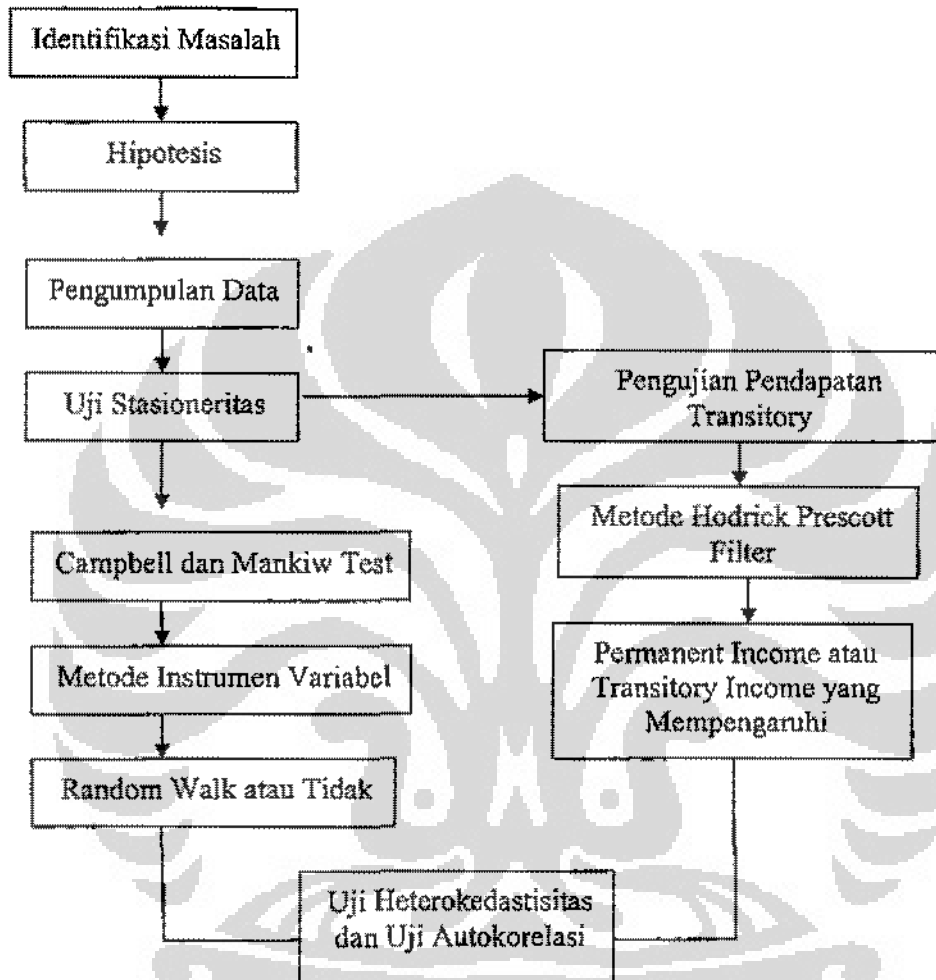 Identifikasi Masalah
Hipotesis
Pengumpulan Data
Uji Stasioneritas
Pengujian Pendapatan
Transitory
Metode Hodrick Prescott
Filter
Campbell dan Mankiw Test
Permanent Income atau
Transitory Income yang
Mempengaruhi
Metode Instrumen Variabel
Random Walk atau Tidak
Uji Heterokedastisitas
dan Uji Autokorelasi